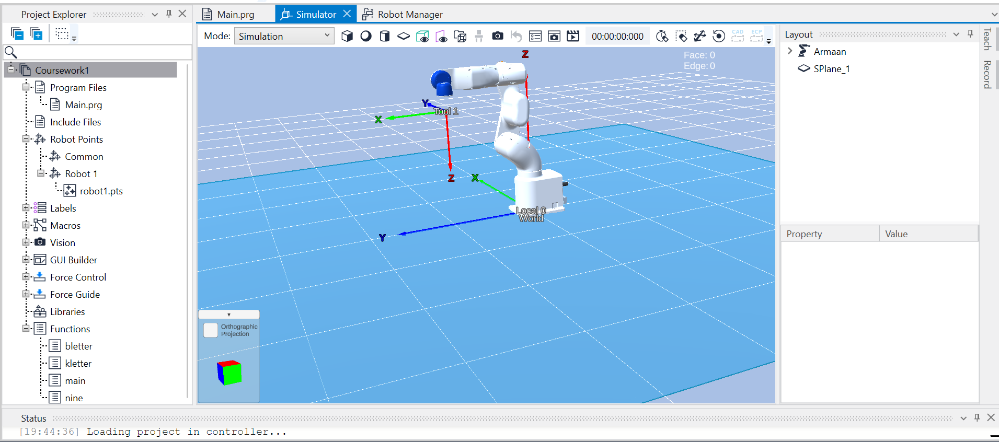 Project Explorer
Main.prg
Simulator
Robot Manager
Mode:
Simulation
CAD
ECP
00:00:00:000
Layout
Teach
Record
Armaan
SPlane_1
Property
Value
Coursework1
Program Files
Main.prg
Include Files
Robot Points
Common
Robot 1
robot1.pts
Labels
Macros
Vision
GUI Builder
Force Control
Force Guide
Libraries
Functions
bletter
kletter
main
nine
Face: 0
Edge: 0
Z
Y
Tool 1
X
Z
X
Local 0
World
Y
Orthographic
Projection
Status
[19:44:36] Loading project in controller...